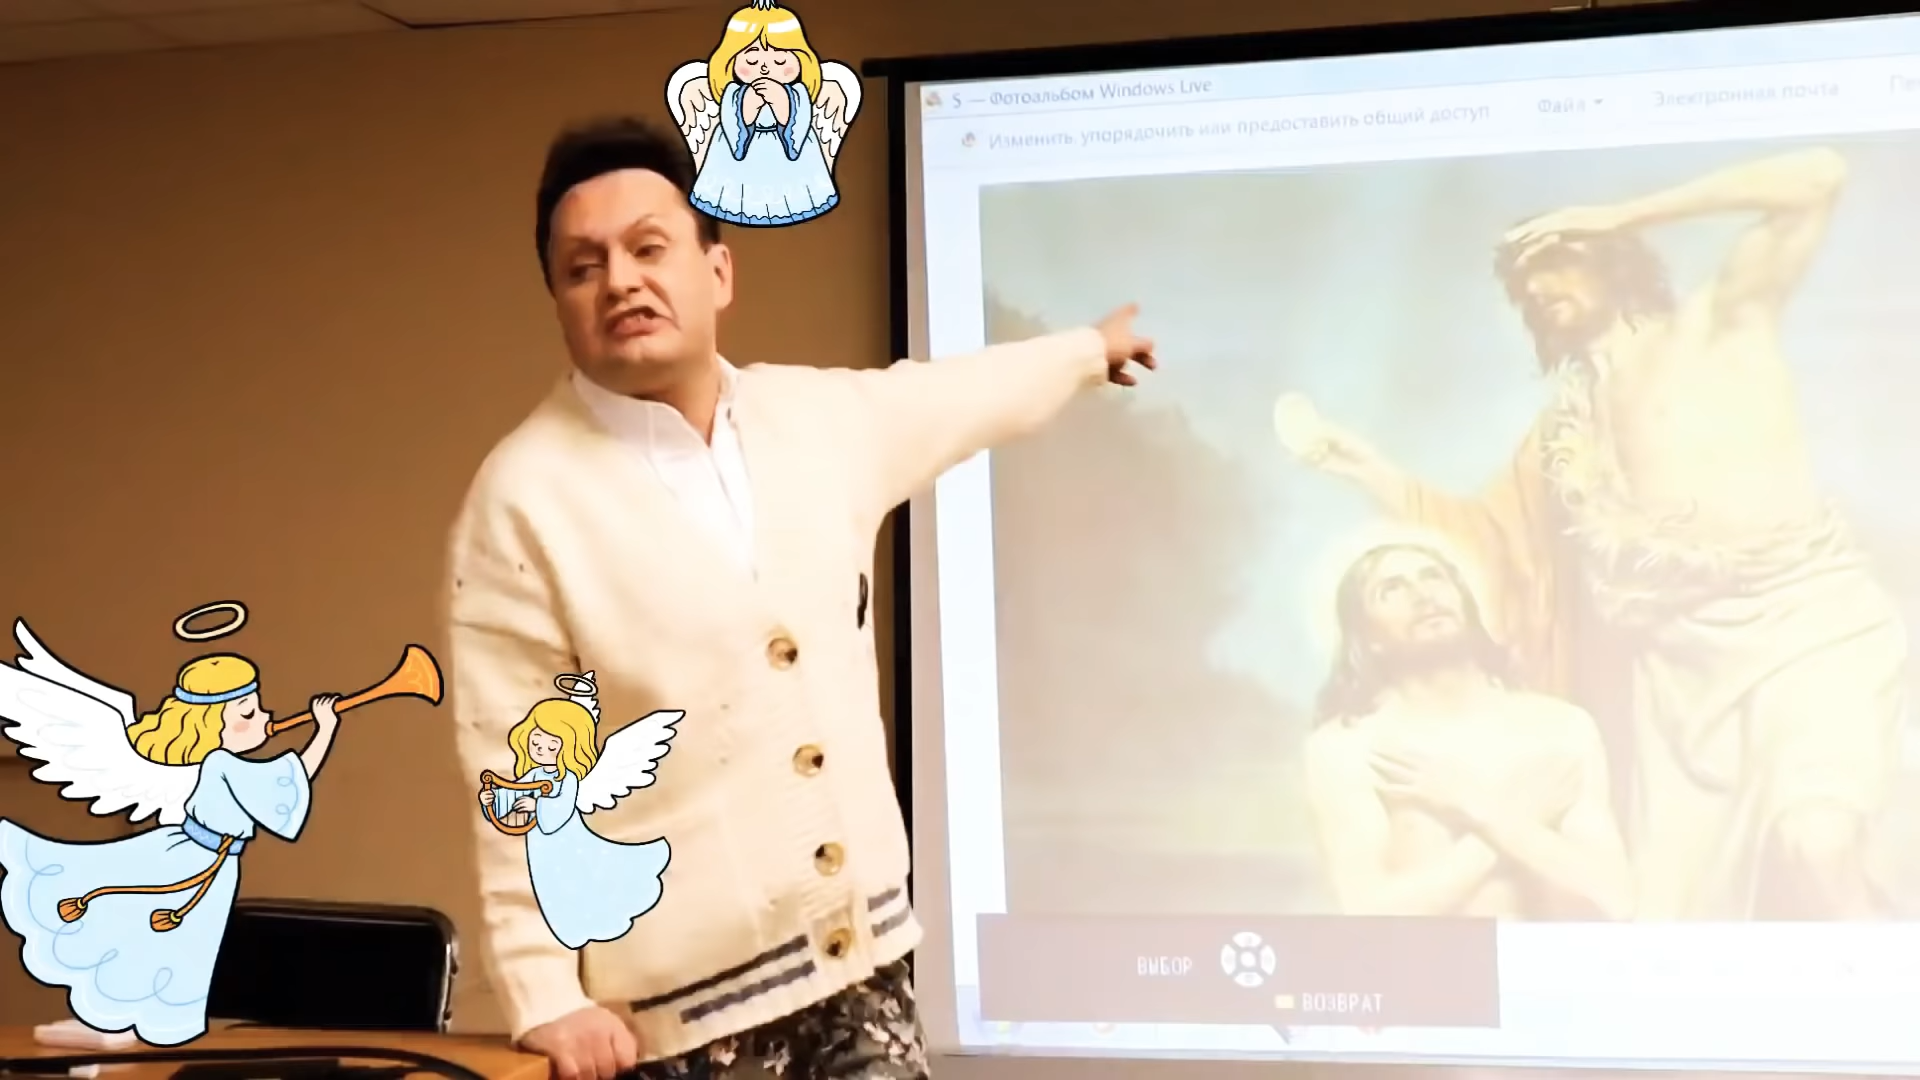 S — Фотоальбом Windows Live
Изменить, упорядочить или предоставить общий доступ
Файл
Электронная почта
ВЫБОР
ВОЗВРАТ